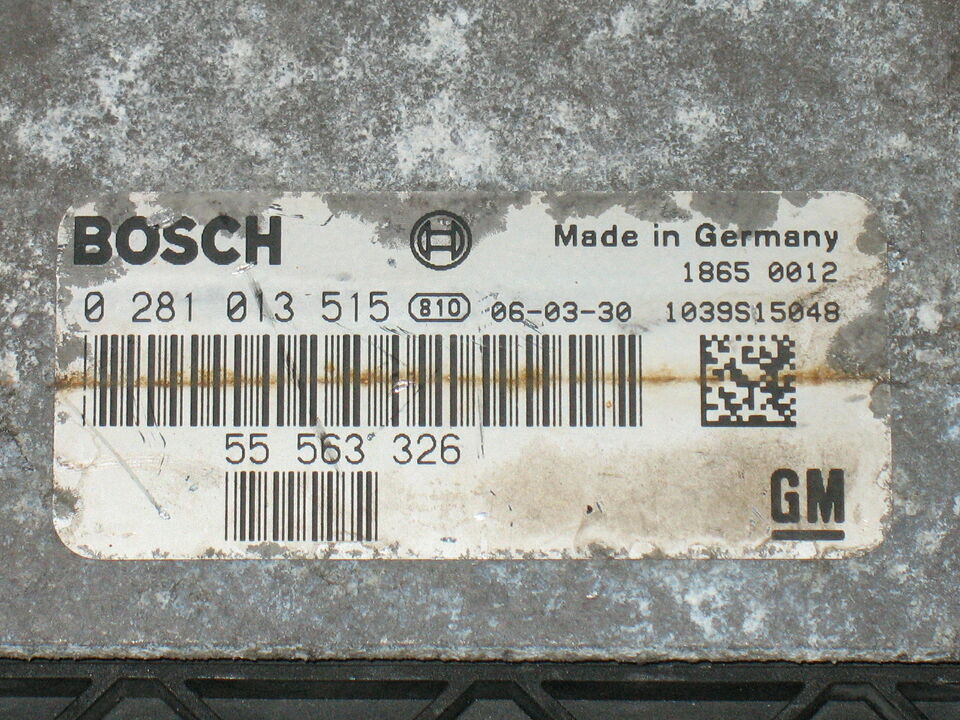 BOSCH Made in Germany
1865 0012
0 281 013 515 810 06-03-30 1039S15048
55 563 326
GM